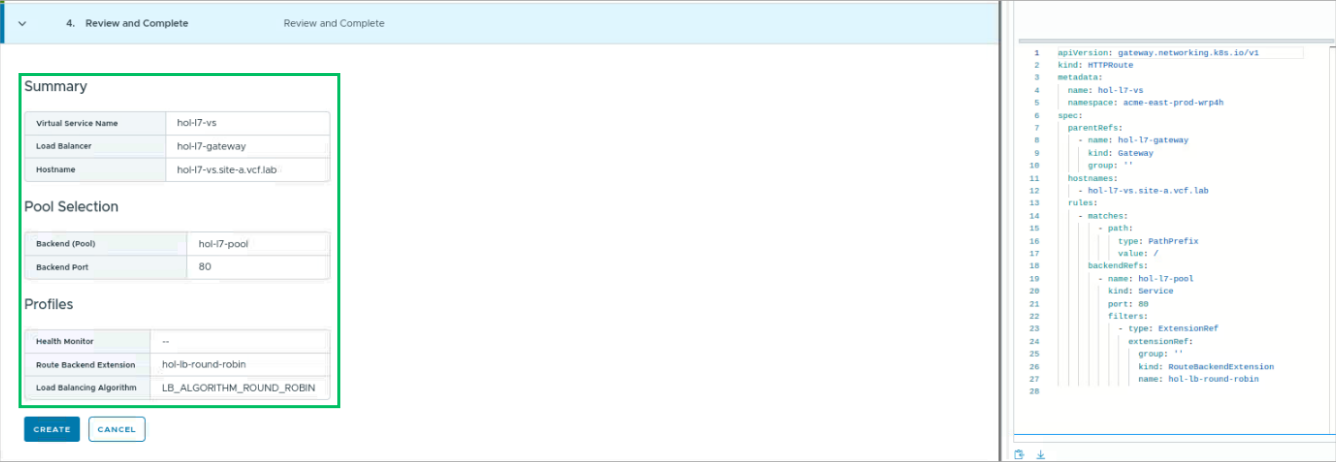 4. Review and Complete Review and Complete
Summary
Virtual Service Name hol-l7-vs
Load Balancer hol-l7-gateway
Hostname hol-l7-vs.site-a.vcf.lab
Pool Selection
Backend (Pool) hol-l7-pool
Backend Port 80
Profiles
Health Monitor --
Route Backend Extension hol-lb-round-robin
Load Balancing Algorithm LB_ALGORITHM_ROUND_ROBIN
CREATE CANCEL
1 apiVersion: gateway.networking.k8s.io/v1
2 kind: HTTPRoute
3 metadata:
4 name: hol-l7-vs
5 namespace: acme-east-prod-wrp4h
6 spec:
7 parentRefs:
8 - name: hol-l7-gateway
9 kind: Gateway
10 group: ''
11 hostnames:
12 - hol-l7-vs.site-a.vcf.lab
13 rules:
14 - matches:
15 - path:
16 type: PathPrefix
17 value: /
18 backendRefs:
19 - name: hol-l7-pool
20 kind: Service
21 port: 80
22 filters:
23 - type: ExtensionRef
24 extensionRef:
25 group: ''
26 kind: RouteBackendExtension
27 name: hol-lb-round-robin
28